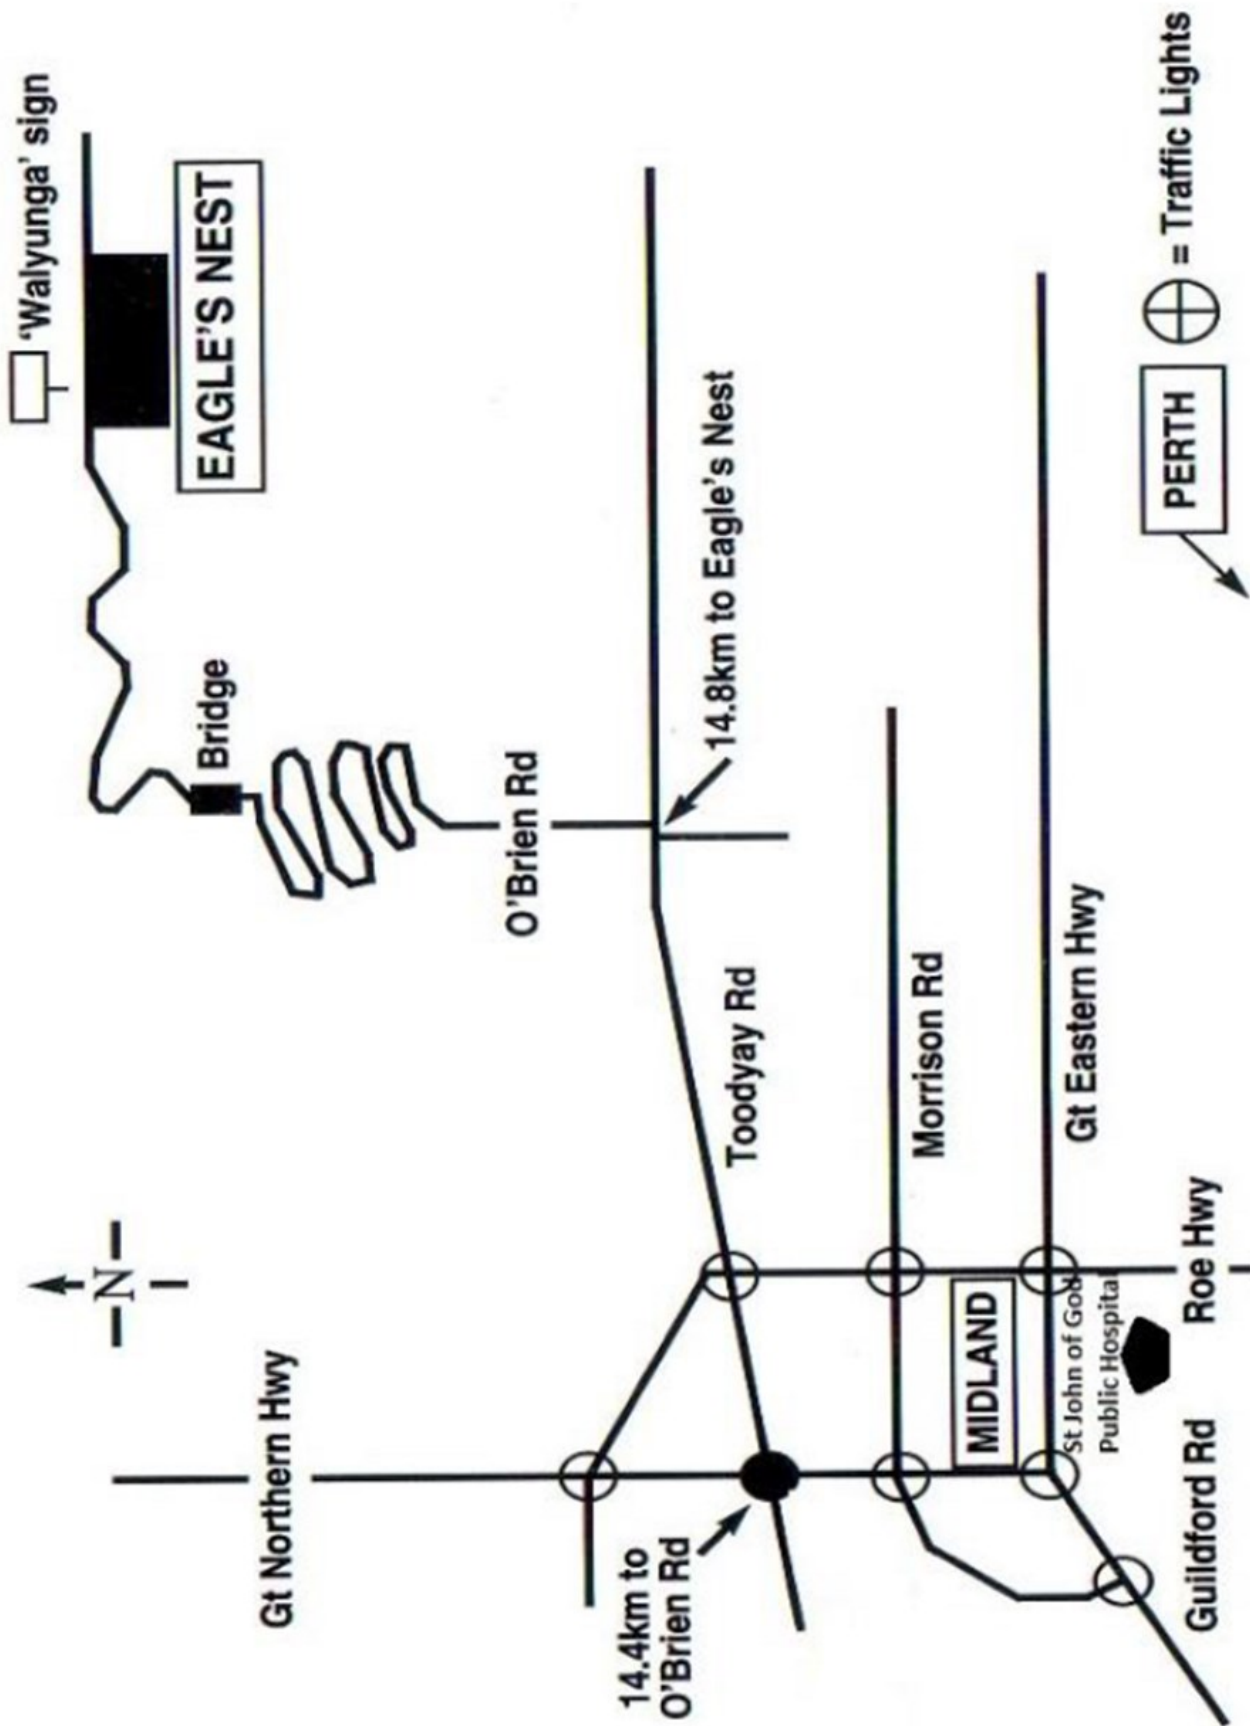 'Walyunga' sign
EAGLE'S NEST
Bridge
N
Gt Northern Hwy
O'Brien Rd
14.8km to Eagle's Nest
14.4km to
O'Brien Rd
Toodyay Rd
Morrison Rd
MIDLAND
Gt Eastern Hwy
St John of God
Public Hospital
Guildford Rd
Roe Hwy
PERTH
= Traffic Lights